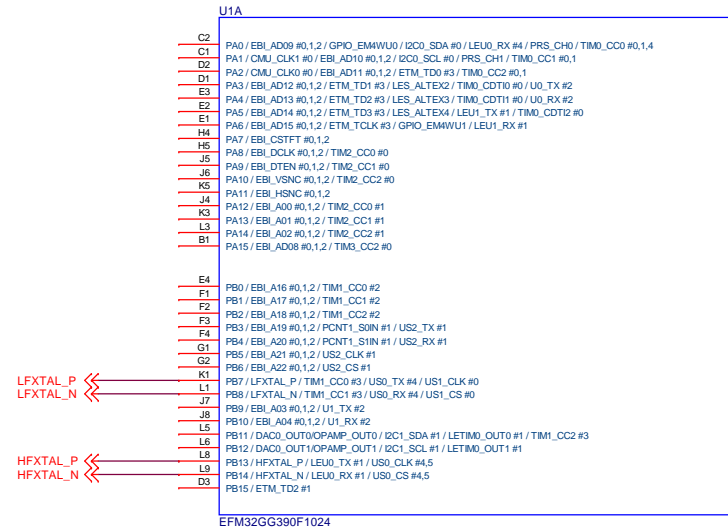 U1A
C2 PA0 / EBI_AD09 #0,1,2 / GPIO_EM4WU0 / I2C0_SDA #0 / LEU0_RX #4 / PRS_CH0 / TIM0_CC0 #0,1,4
C1 PA1 / CMU_CLK1 #0 / EBI_AD10 #0,1,2 / I2C0_SCL #0 / PRS_CH1 / TIM0_CC1 #0,1
D2 PA2 / CMU_CLK0 #0 / EBI_AD11 #0,1,2 / ETM_TD0 #3 / TIM0_CC2 #0,1
D1 PA3 / EBI_AD12 #0,1,2 / ETM_TD1 #3 / LES_ALTEX2 / TIM0_CDTI0 #0 / U0_TX #2
E3 PA4 / EBI_AD13 #0,1,2 / ETM_TD2 #3 / LES_ALTEX3 / TIM0_CDTI1 #0 / U0_RX #2
E2 PA5 / EBI_AD14 #0,1,2 / ETM_TD3 #3 / LES_ALTEX4 / LEU1_TX #1 / TIM0_CDTI2 #0
E1 PA6 / EBI_AD15 #0,1,2 / ETM_TCLK #3 / GPIO_EM4WU1 / LEU1_RX #1
H4 PA7 / EBI_CSTFT #0,1,2
H5 PA8 / EBI_DCLK #0,1,2 / TIM2_CC0 #0
J5 PA9 / EBI_DTEN #0,1,2 / TIM2_CC1 #0
J6 PA10 / EBI_VSNC #0,1,2 / TIM2_CC2 #0
K5 PA11 / EBI_HSNC #0,1,2
J4 PA12 / EBI_A00 #0,1,2 / TIM2_CC0 #1
K3 PA13 / EBI_A01 #0,1,2 / TIM2_CC1 #1
L3 PA14 / EBI_A02 #0,1,2 / TIM2_CC2 #1
B1 PA15 / EBI_AD08 #0,1,2 / TIM3_CC2 #0
E4 PB0 / EBI_A16 #0,1,2 / TIM1_CC0 #2
F1 PB1 / EBI_A17 #0,1,2 / TIM1_CC1 #2
F2 PB2 / EBI_A18 #0,1,2 / TIM1_CC2 #2
F3 PB3 / EBI_A19 #0,1,2 / PCNT1_S0IN #1 / US2_TX #1
F4 PB4 / EBI_A20 #0,1,2 / PCNT1_S1IN #1 / US2_RX #1
G1 PB5 / EBI_A21 #0,1,2 / US2_CLK #1
G2 PB6 / EBI_A22 #0,1,2 / US2_CS #1
LFXTAL_P K1 PB7 / LFXTAL_P / TIM1_CC0 #3 / US0_TX #4 / US1_CLK #0
LFXTAL_N L1 PB8 / LFXTAL_N / TIM1_CC1 #3 / US0_RX #4 / US1_CS #0
J7 PB9 / EBI_A03 #0,1,2 / U1_TX #2
J8 PB10 / EBI_A04 #0,1,2 / U1_RX #2
L5 PB11 / DAC0_OUT0/OPAMP_OUT0 / I2C1_SDA #1 / LETIM0_OUT0 #1 / TIM1_CC2 #3
L6 PB12 / DAC0_OUT1/OPAMP_OUT1 / I2C1_SCL #1 / LETIM0_OUT1 #1
HFXTAL_P L8 PB13 / HFXTAL_P / LEU0_TX #1 / US0_CLK #4,5
HFXTAL_N L9 PB14 / HFXTAL_N / LEU0_RX #1 / US0_CS #4,5
D3 PB15 / ETM_TD2 #1
EFM32GG390F1024